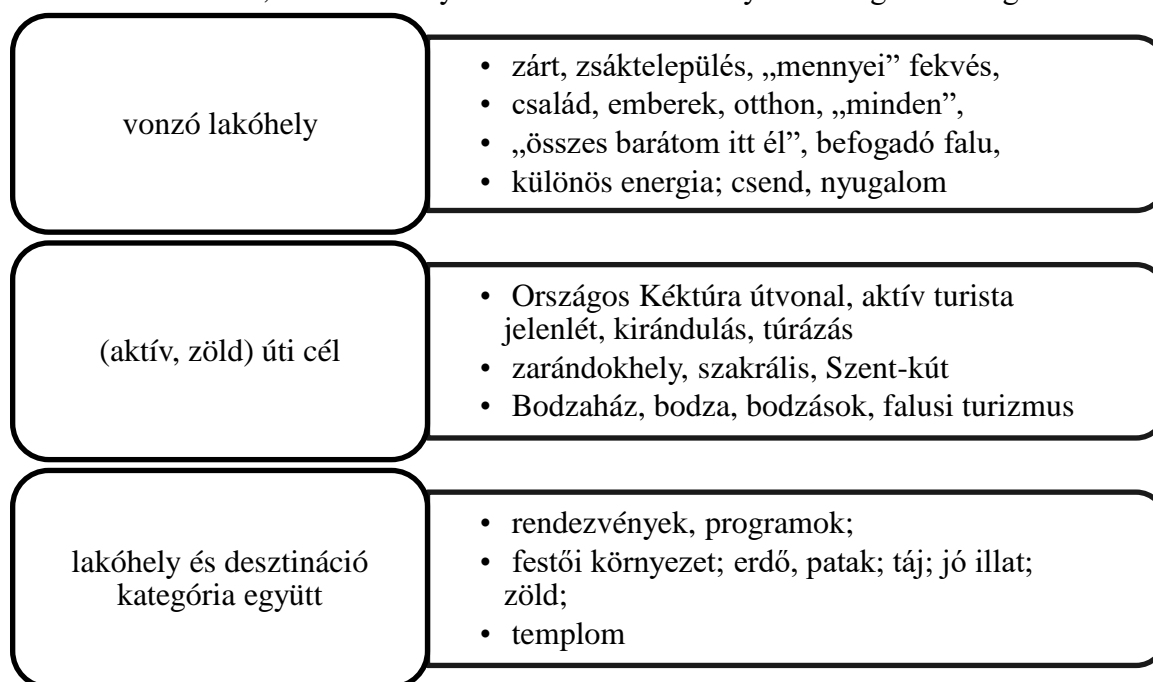 vonzó lakóhely
• zárt, zsáktelepülés, „mennyei” fekvés,
• család, emberek, otthon, „minden”,
• „összes barátom itt él”, befogadó falu,
• különös energia; csend, nyugalom
(aktív, zöld) úti cél
• Országos Kéktúra útvonal, aktív turista
jelenlét, kirándulás, túrázás
• zarándokhely, szakrális, Szent-kút
• Bodzaház, bodza, bodzások, falusi turizmus
lakóhely és desztináció
kategória együtt
• rendezvények, programok;
• festői környezet; erdő, patak; táj; jó illat;
zöld;
• templom